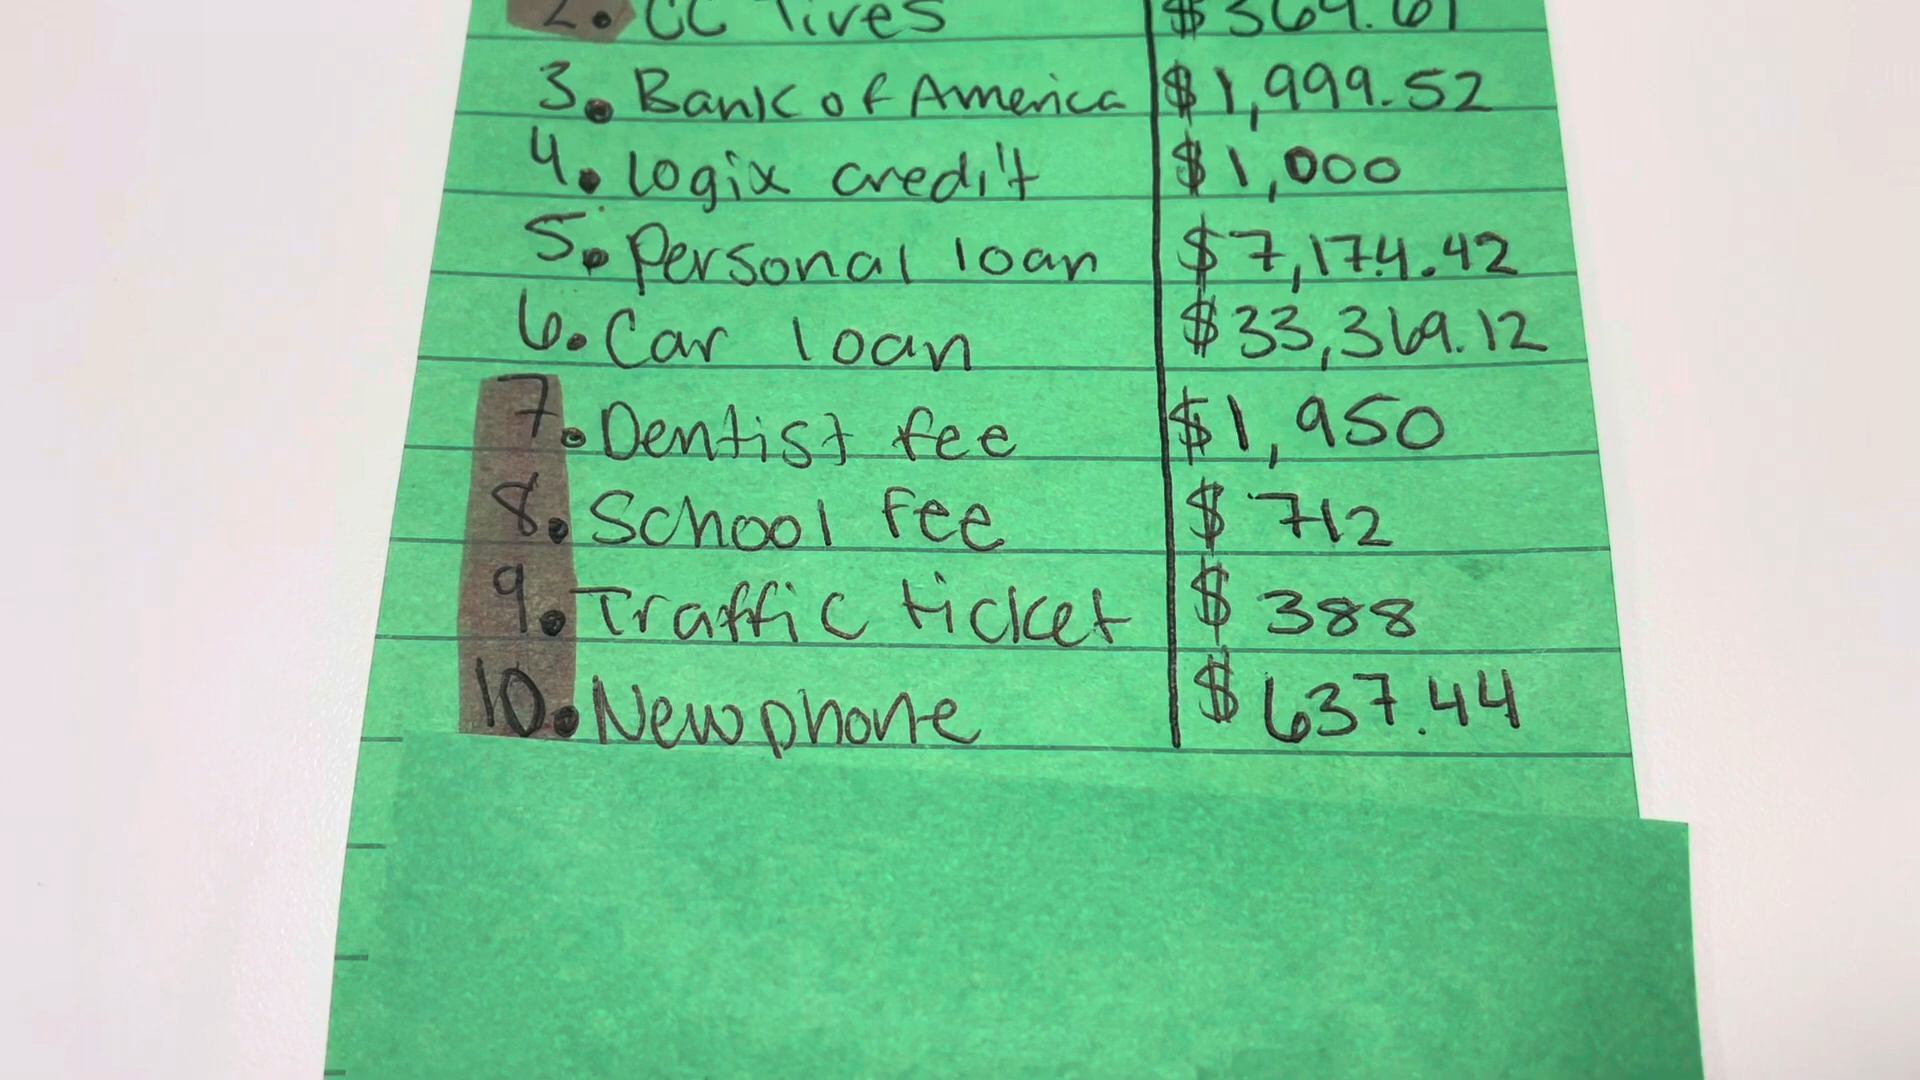 2. CC Tires $369.61
3. Bank of America $1,999.52
4. Logix credit $1,000
5. Personal loan $7,174.42
6. Car loan $33,369.12
7. Dentist fee $1,950
8. School fee $712
9. Traffic ticket $388
10. New phone $637.44